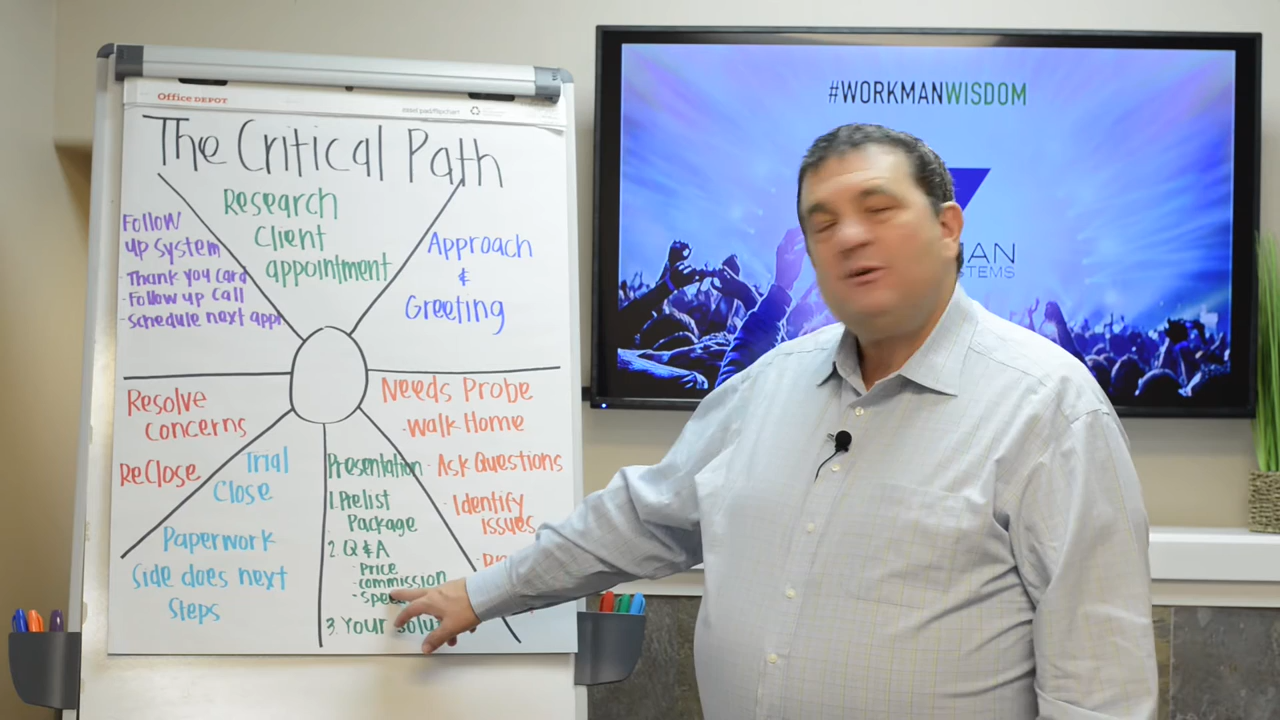 Office DEPOT
The Critical Path
Research
Client
appointment
Approach
&
Greeting
Needs Probe
-Walk Home
- Ask Questions
- Identify
issues
Presentation
1. Prelist
Package
2. Q & A
- Price
- commission
3. Your
Trial
Close
Paperwork
Side does next
Steps
Resolve
concerns
ReClose
Follow
up System
- Thank you Card
- Follow up Call
- Schedule next appt
#WORKMANWISDOM